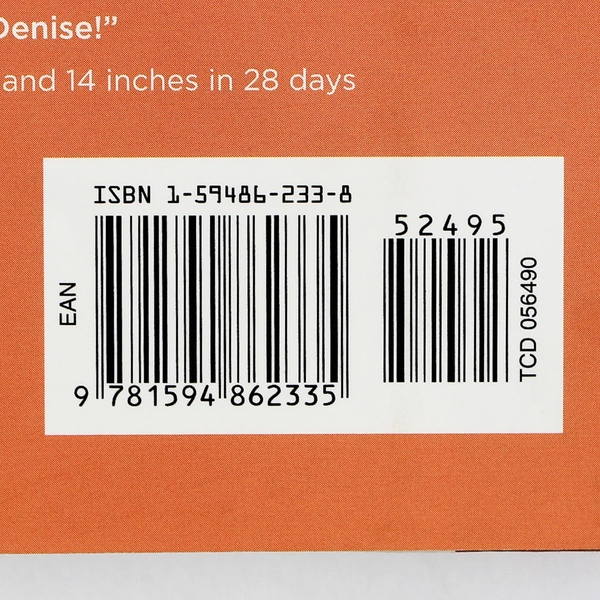 Denise!”
and 14 inches in 28 days
ISBN 1-59486-233-8
52495
EAN
TCD 056490
9 781594 862335